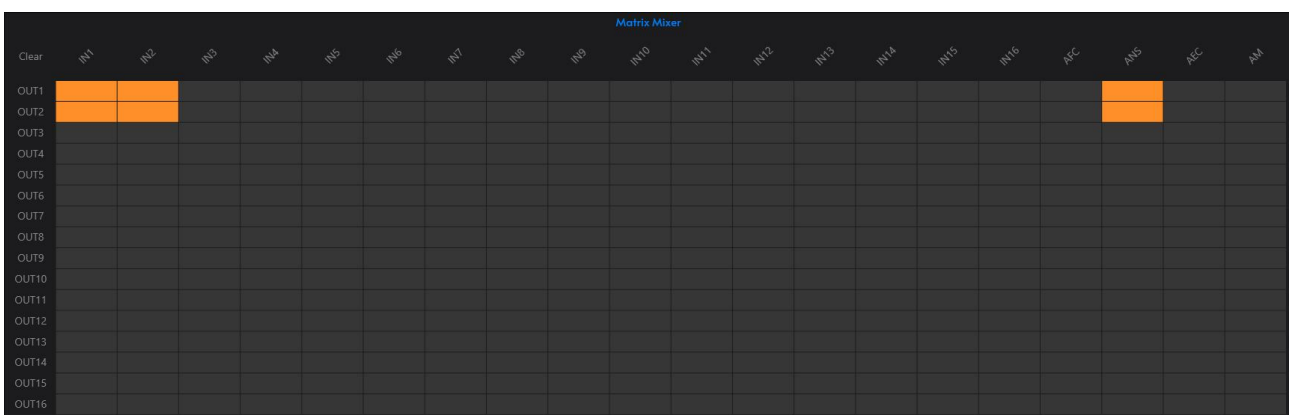 Matrix Mixer
Clear IN1 IN2 IN3 IN4 IN5 IN6 IN7 IN8 IN9 IN10 IN11 IN12 IN13 IN14 IN15 IN16 AFC ANS AEC AM
OUT1
OUT2
OUT3
OUT4
OUT5
OUT6
OUT7
OUT8
OUT9
OUT10
OUT11
OUT12
OUT13
OUT14
OUT15
OUT16